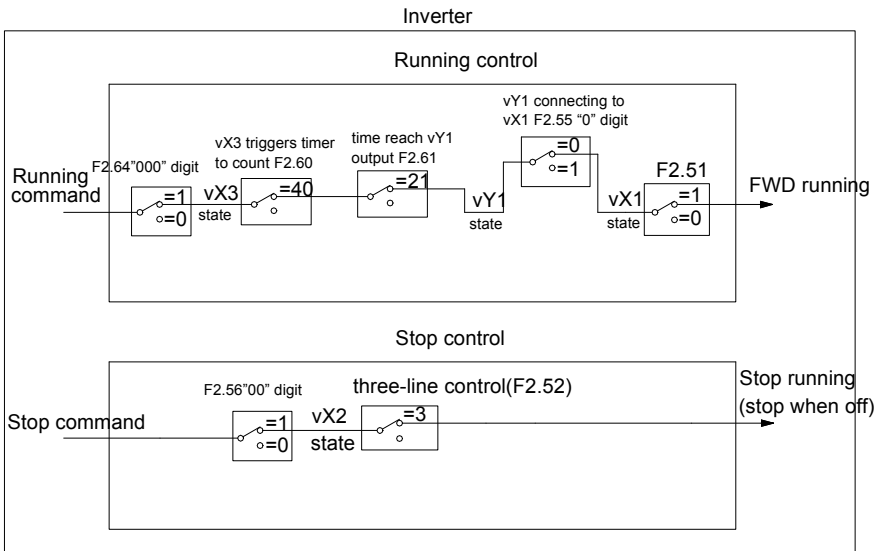 Inverter
Running control
vY1 connecting to
vX1 F2.55 “0” digit
vX3 triggers timer
to count F2.60
time reach vY1
output F2.61
F2.64”000” digit
Running
command
=1
=0
vX3
state
=40
=21
vY1
state
=0
=1
vX1
state
F2.51
=1
=0
FWD running
Stop control
F2.56”00” digit
three-line control(F2.52)
Stop command
=1
=0
vX2
state
=3
Stop running
(stop when off)